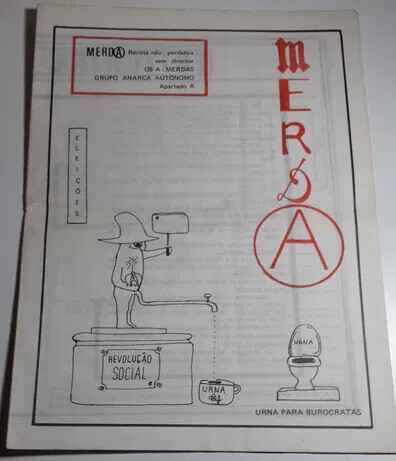 MERDA Revista não-periódica
sem director
OS A-MERDAS
GRUPO ANARCA AUTÓNOMO
Apartado A
MERDA
ELEIÇÕES
REVOLUÇÃO
SOCIAL
URNA
URNA
URNA PARA BUROCRATAS